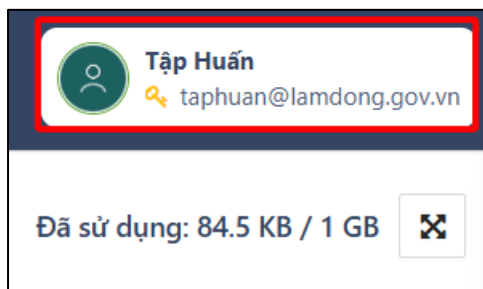 Tập Huấn
taphuan@lamdong.gov.vn
Đã sử dụng: 84.5 KB / 1 GB